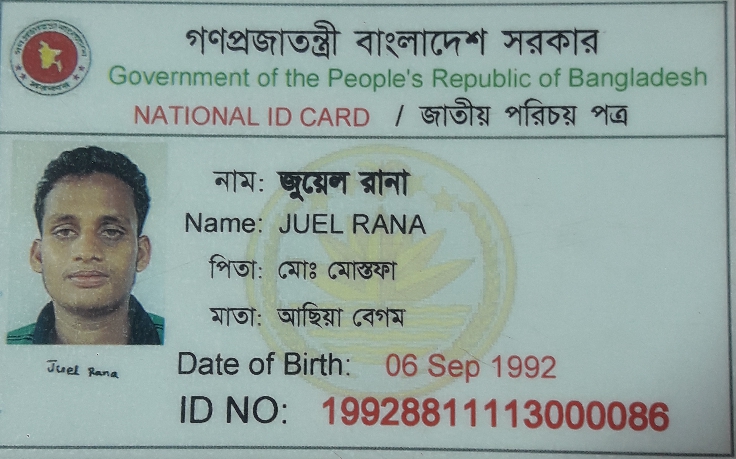 গণপ্রজাতন্ত্রী বাংলাদেশ সরকার
Government of the People's Republic of Bangladesh
NATIONAL ID CARD / জাতীয় পরিচয় পত্র
নাম: জুয়েল রানা
Name: JUEL RANA
পিতা: মোঃ মোস্তফা
মাতা: আছিয়া বেগম
Juel Rana
Date of Birth: 06 Sep 1992
ID NO: 19928811113000086